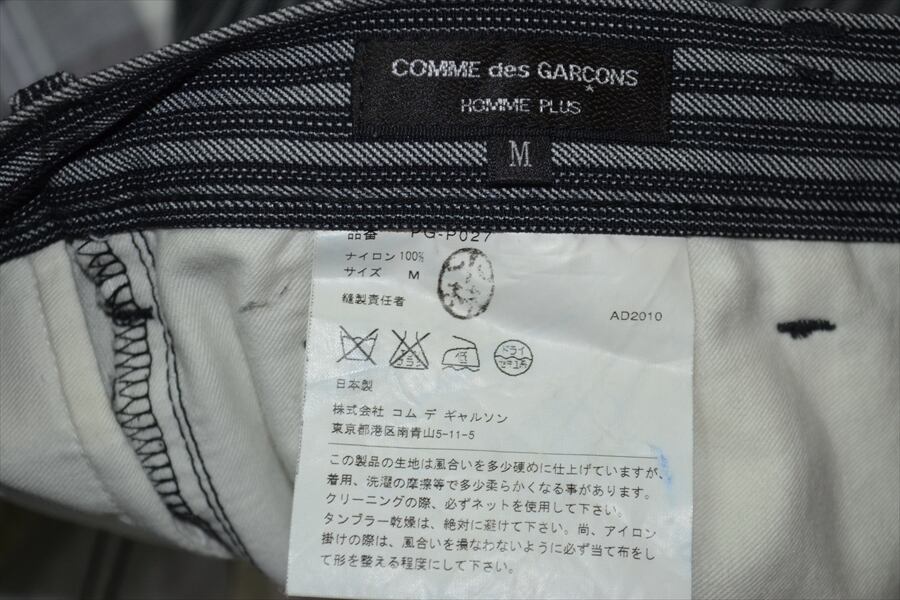 COMME des GARÇONS
HOMME PLUS
M
品番 PG-P027
ナイロン 100%
サイズ M
縫製責任者
AD2010
低
ドライ
セキユ系
日本製
株式会社 コム デ ギャルソン
東京都港区南青山5-11-5
この製品の生地は風合いを多少硬めに仕上げていますが、
着用、洗濯の摩擦等で多少柔らかくなる事があります。
クリーニングの際、必ずネットを使用して下さい。
タンブラー乾燥は、絶対に避けて下さい。尚、アイロン
掛けの際は、風合いを損なわないように必ず当て布をし
て形を整える程度にして下さい。